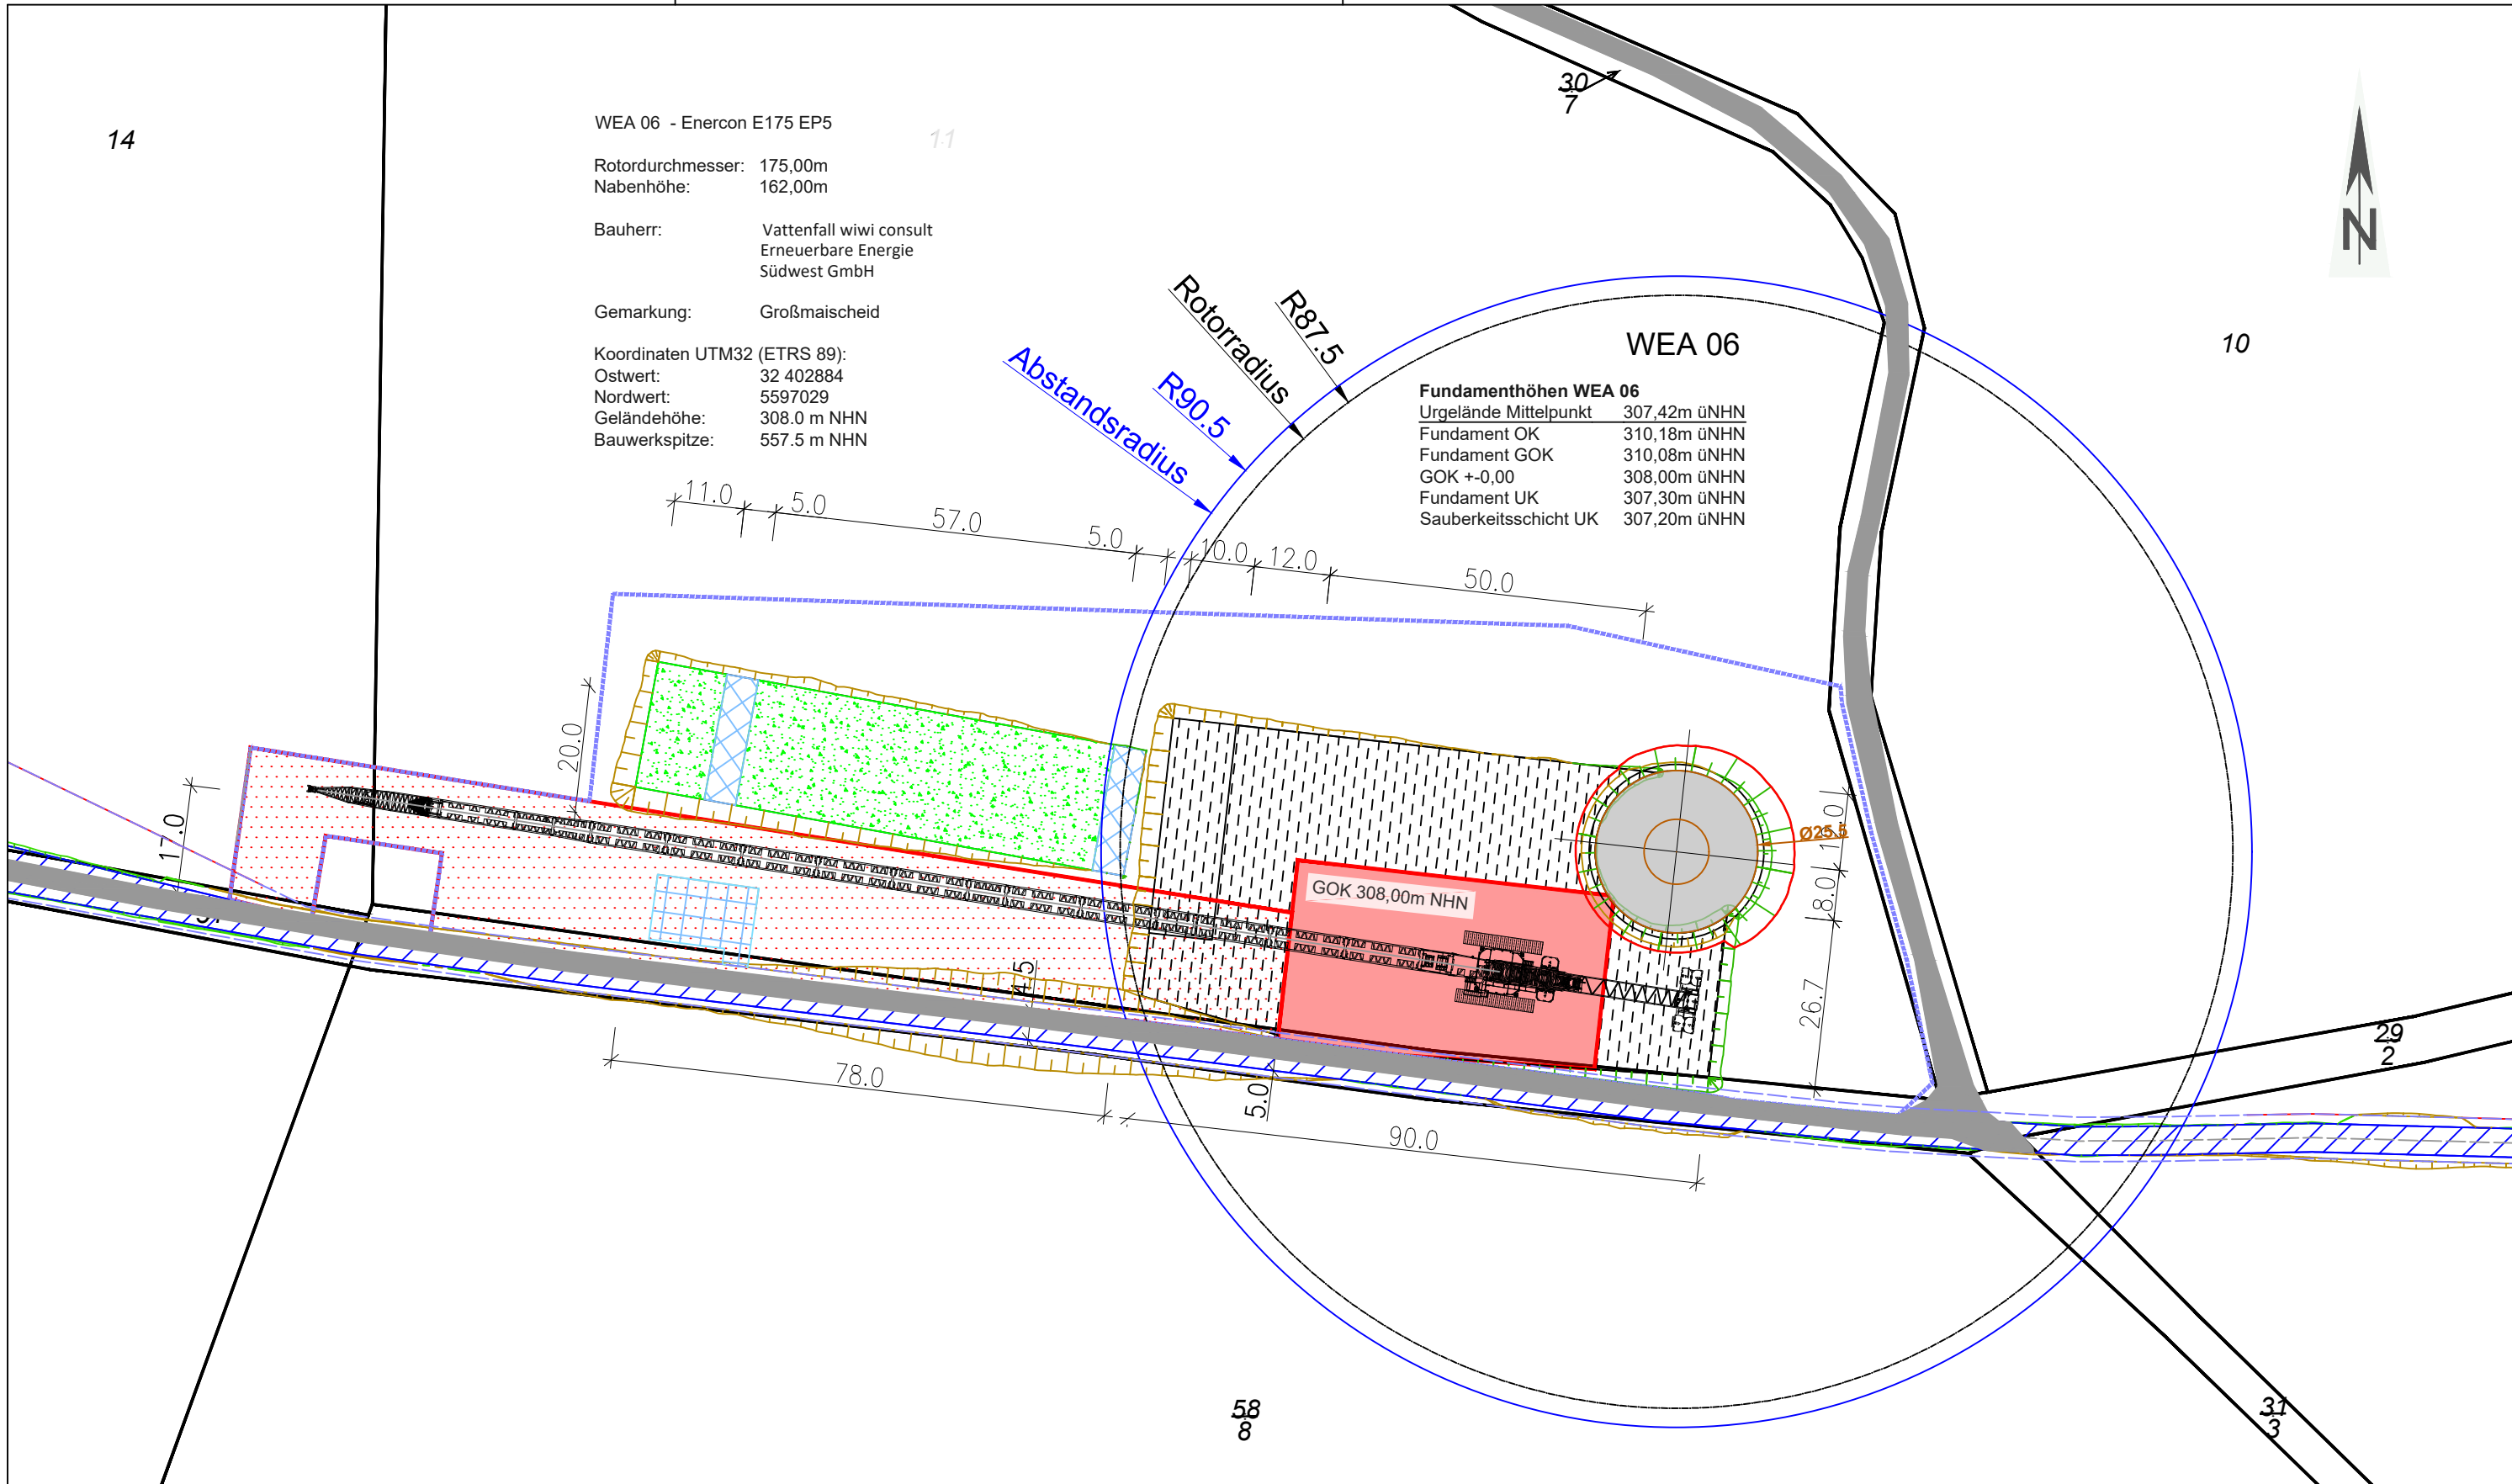 14
11
30
7
N
10
WEA 06 - Enercon E175 EP5
Rotordurchmesser: 175,00m
Nabenhöhe: 162,00m
Bauherr: Vattenfall wiwi consult
Erneuerbare Energie
Südwest GmbH
Gemarkung: Großmaischeid
Koordinaten UTM32 (ETRS 89):
Ostwert: 32 402884
Nordwert: 5597029
Geländehöhe: 308.0 m NHN
Bauwerkspitze: 557.5 m NHN
Rotorradius
R87.5
Abstandsradius
R90.5
WEA 06
Fundamenthöhen WEA 06
Urgelände Mittelpunkt 307,42m üNHN
Fundament OK 310,18m üNHN
Fundament GOK 310,08m üNHN
GOK +-0,00 308,00m üNHN
Fundament UK 307,30m üNHN
Sauberkeitsschicht UK 307,20m üNHN
11.0
5.0
57.0
5.0
10.0
12.0
50.0
20.0
17.0
Ø25.5
8.0
26.7
GOK 308,00m NHN
4.5
78.0
5.0
90.0
29
2
58
8
31
3